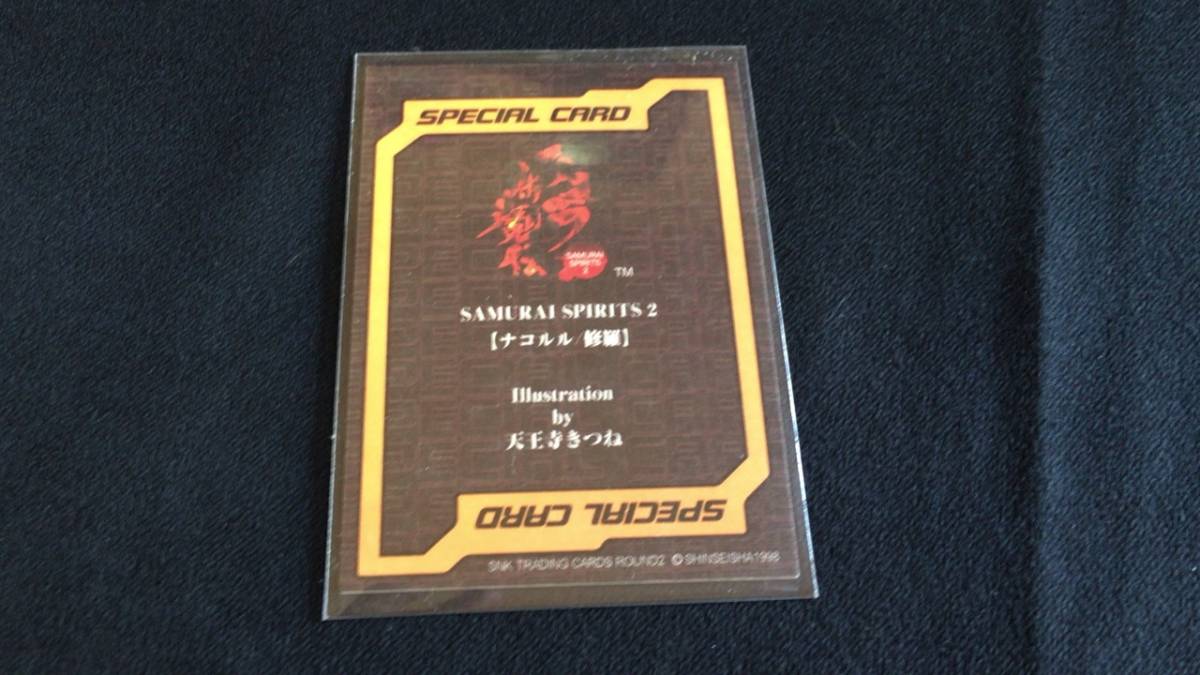 SPECIAL CARD
SAMURAI
SPIRITS
2
TM
SAMURAI SPIRITS 2
【ナコルル/修羅】
Illustration
by
天王寺きつね
SPECIAL CARD
SNK TRADING CARDS ROUND2 ©SHINSEISHA1998